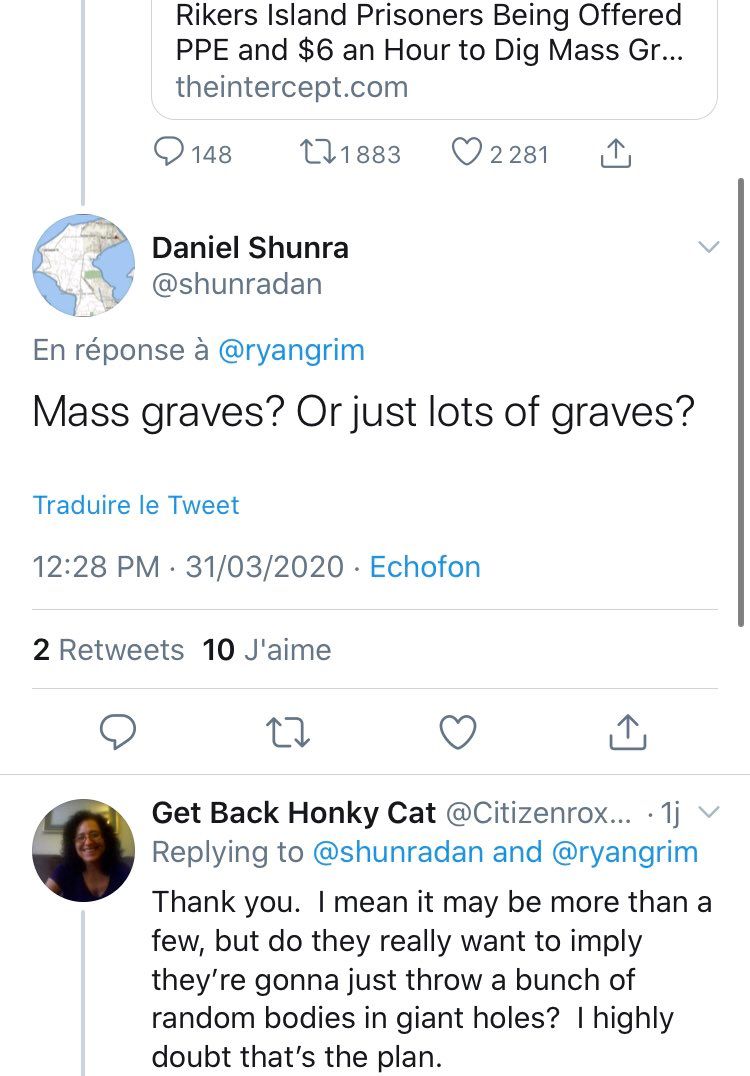 Rikers Island Prisoners Being Offered
PPE and $6 an Hour to Dig Mass Gr...
theintercept.com
148 1 883 2 281
Daniel Shunra
@shunradan
En réponse à @ryangrim
Mass graves? Or just lots of graves?
Traduire le Tweet
12:28 PM · 31/03/2020 · Echofon
2 Retweets 10 J'aime
Get Back Honky Cat @Citizenrox... · 1j
Replying to @shunradan and @ryangrim
Thank you.  I mean it may be more than a
few, but do they really want to imply
they’re gonna just throw a bunch of
random bodies in giant holes?  I highly
doubt that’s the plan.